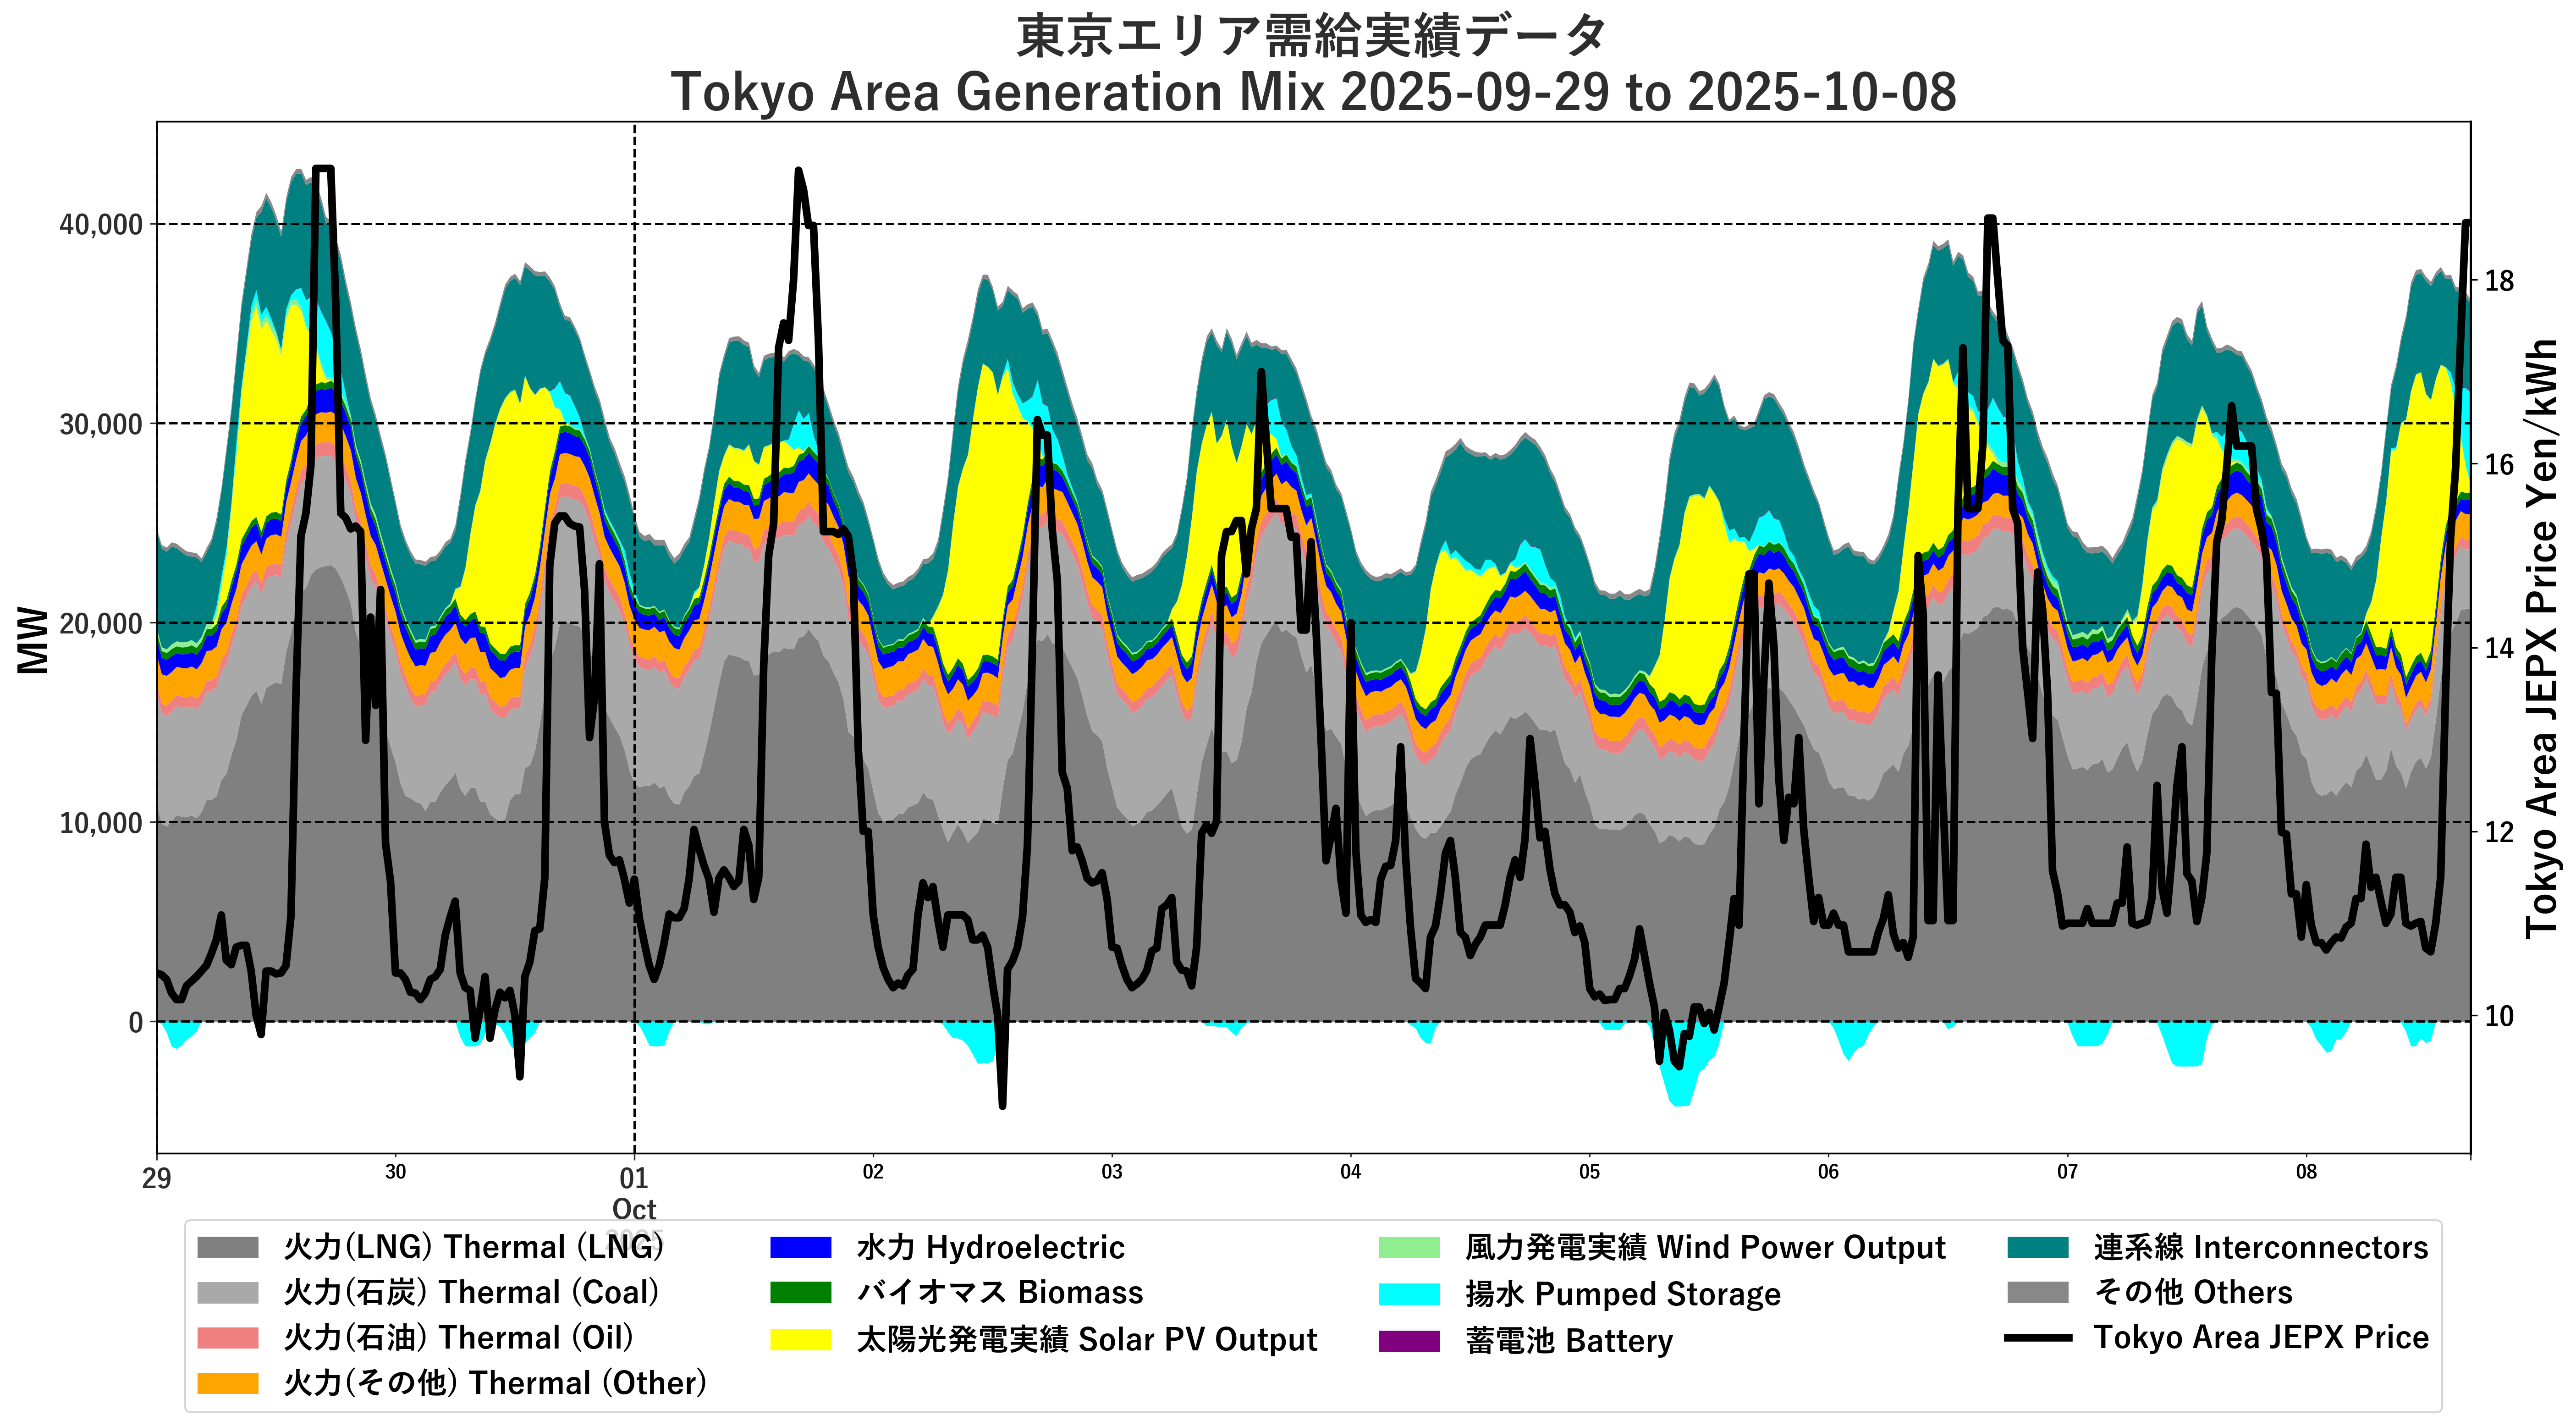 東京エリア需給実績データ
Tokyo Area Generation Mix 2025-09-29 to 2025-10-08
40,000
30,000
20,000
10,000
0
MW
18
16
14
12
10
Tokyo Area JEPX Price Yen/kWh
29
30
01
02
03
04
05
06
07
08
Oct
2025
火力(LNG) Thermal (LNG)
火力(石炭) Thermal (Coal)
火力(石油) Thermal (Oil)
火力(その他) Thermal (Other)
水力 Hydroelectric
バイオマス Biomass
太陽光発電実績 Solar PV Output
風力発電実績 Wind Power Output
揚水 Pumped Storage
蓄電池 Battery
連系線 Interconnectors
その他 Others
Tokyo Area JEPX Price